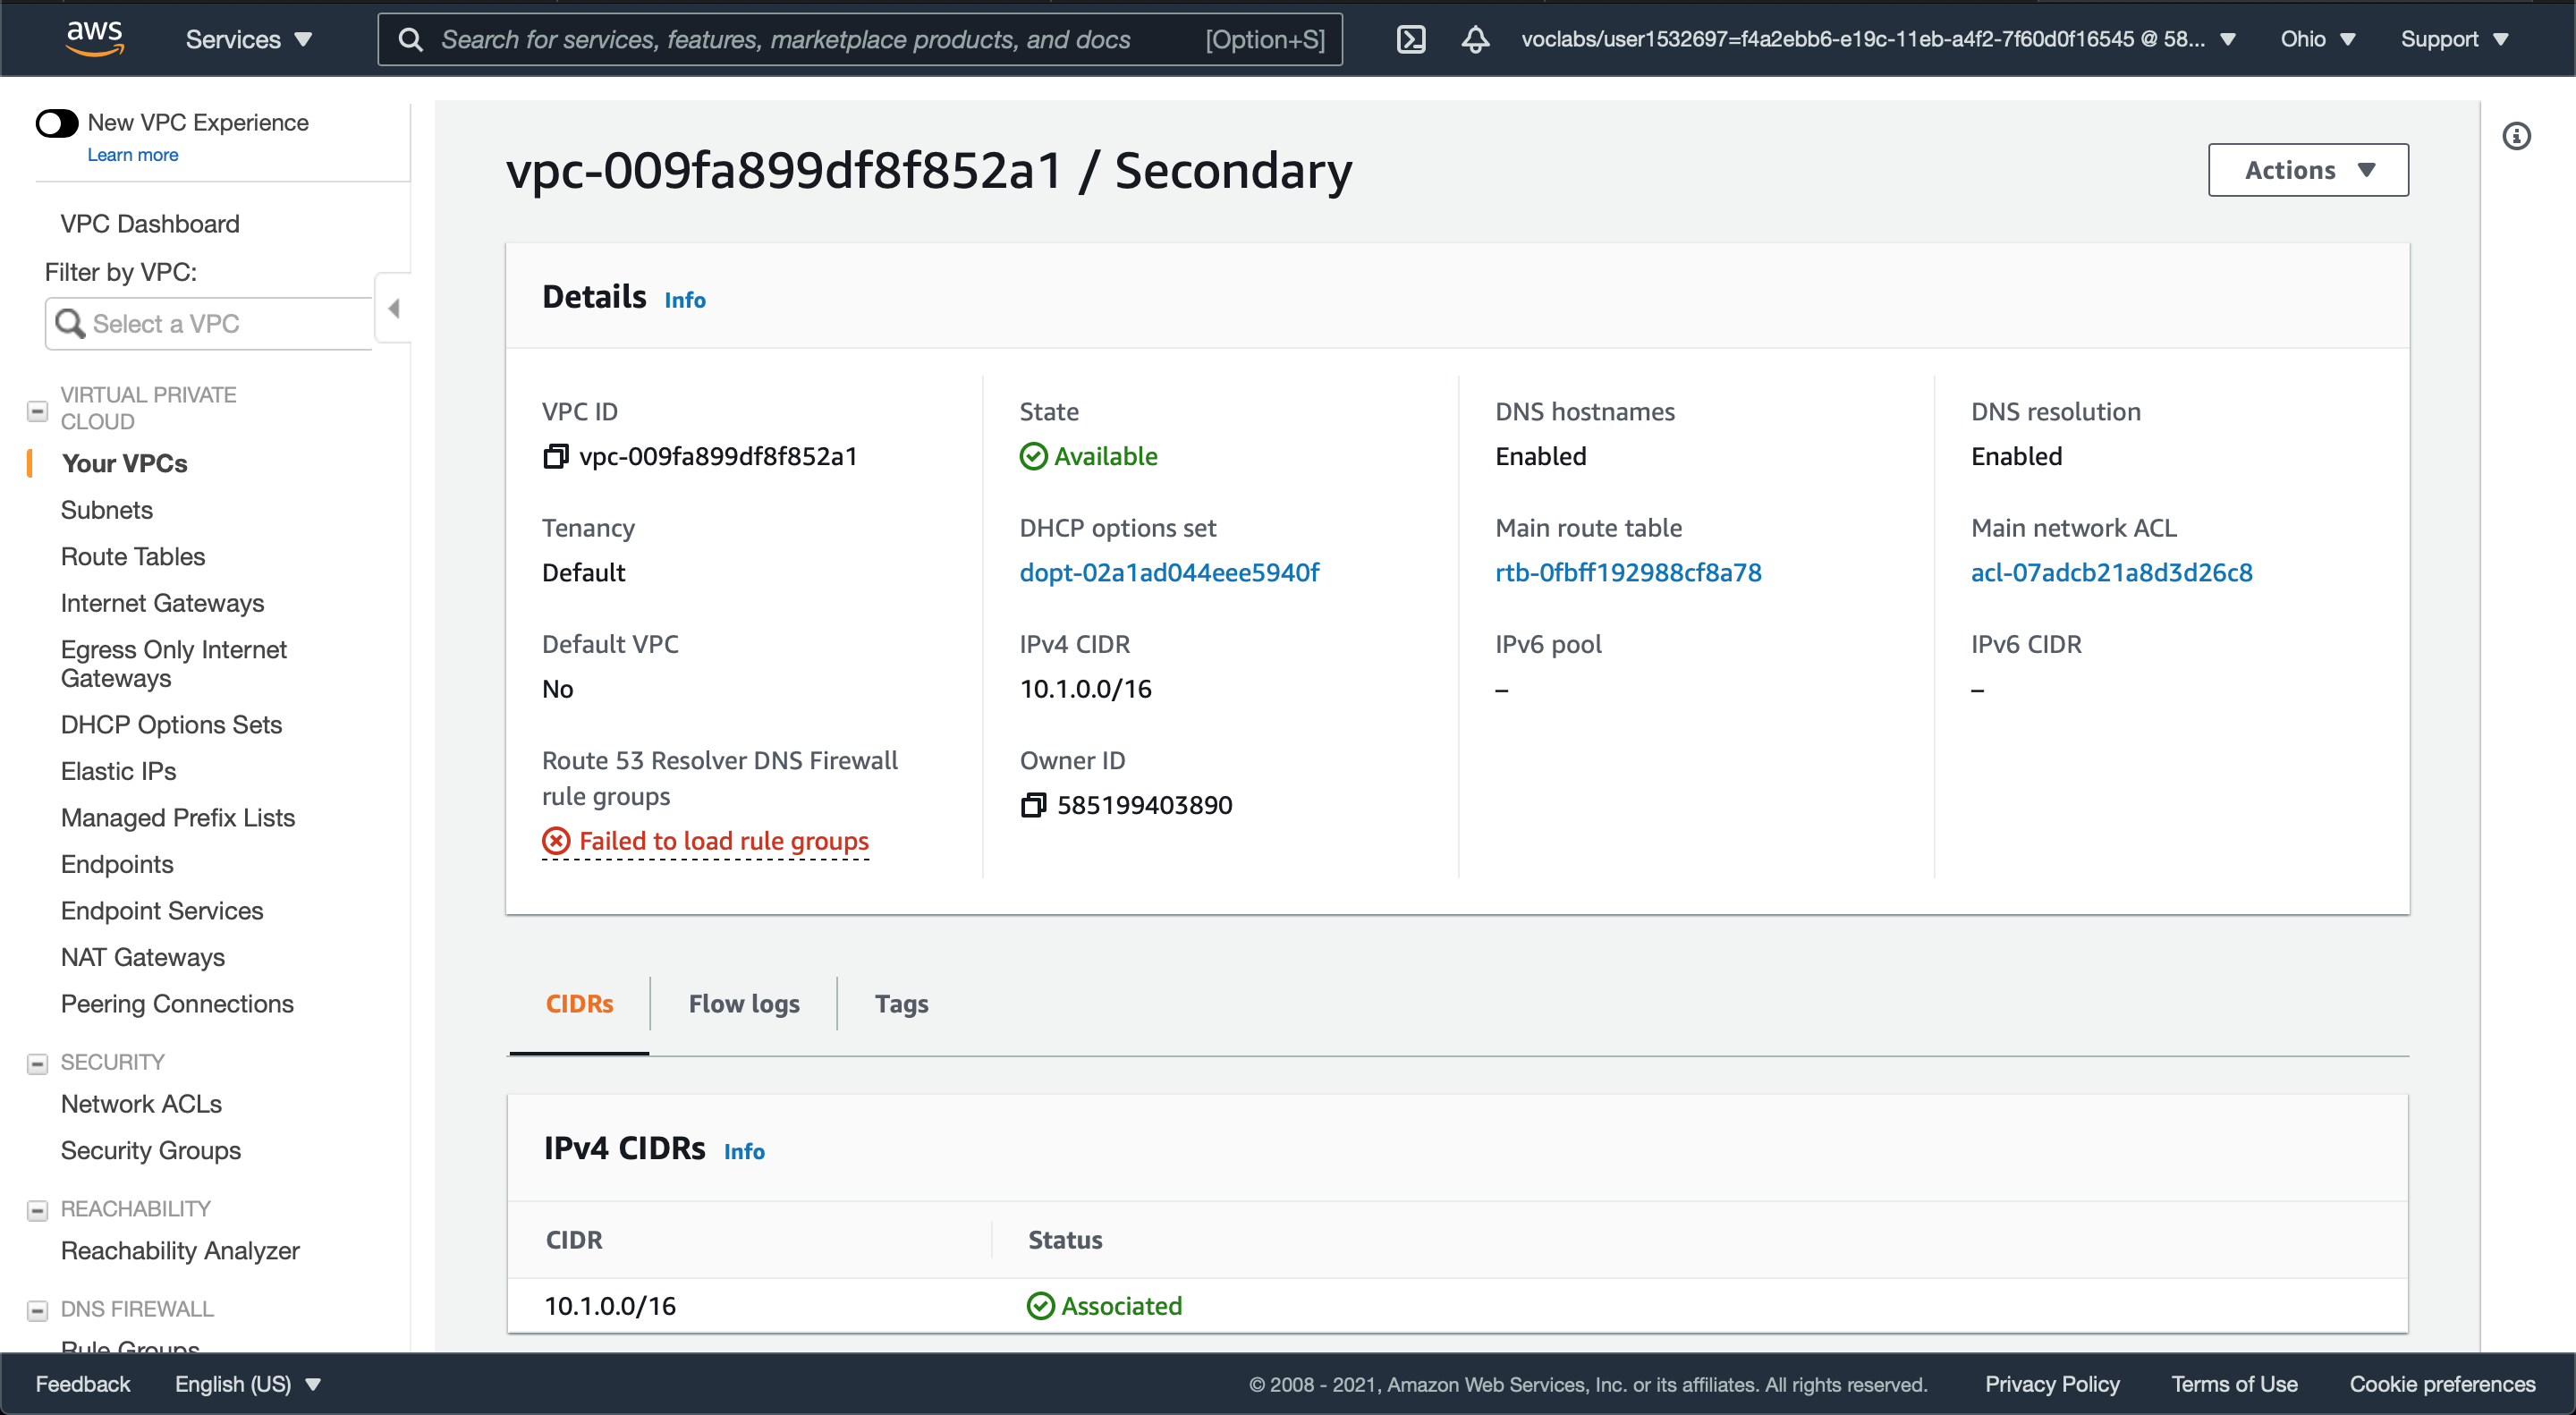 aws
Services
Search for services, features, marketplace products, and docs [Option+S]
voclabs/user1532697=f4a2ebb6-e19c-11eb-a4f2-7f60d0f16545 @ 58...
Ohio
Support
New VPC Experience
Learn more
VPC Dashboard
Filter by VPC:
Select a VPC
VIRTUAL PRIVATE
CLOUD
Your VPCs
Subnets
Route Tables
Internet Gateways
Egress Only Internet
Gateways
DHCP Options Sets
Elastic IPs
Managed Prefix Lists
Endpoints
Endpoint Services
NAT Gateways
Peering Connections
SECURITY
Network ACLs
Security Groups
REACHABILITY
Reachability Analyzer
DNS FIREWALL
Rule Groups
vpc-009fa899df8f852a1 / Secondary
Actions
Details Info
VPC ID
vpc-009fa899df8f852a1
State
Available
DNS hostnames
Enabled
DNS resolution
Enabled
Tenancy
Default
DHCP options set
dopt-02a1ad044eee5940f
Main route table
rtb-0fbff192988cf8a78
Main network ACL
acl-07adcb21a8d3d26c8
Default VPC
No
IPv4 CIDR
10.1.0.0/16
IPv6 pool
–
IPv6 CIDR
–
Route 53 Resolver DNS Firewall
rule groups
Failed to load rule groups
Owner ID
585199403890
CIDRs
Flow logs
Tags
IPv4 CIDRs Info
CIDR
Status
10.1.0.0/16
Associated
Feedback
English (US)
© 2008 - 2021, Amazon Web Services, Inc. or its affiliates. All rights reserved.
Privacy Policy
Terms of Use
Cookie preferences